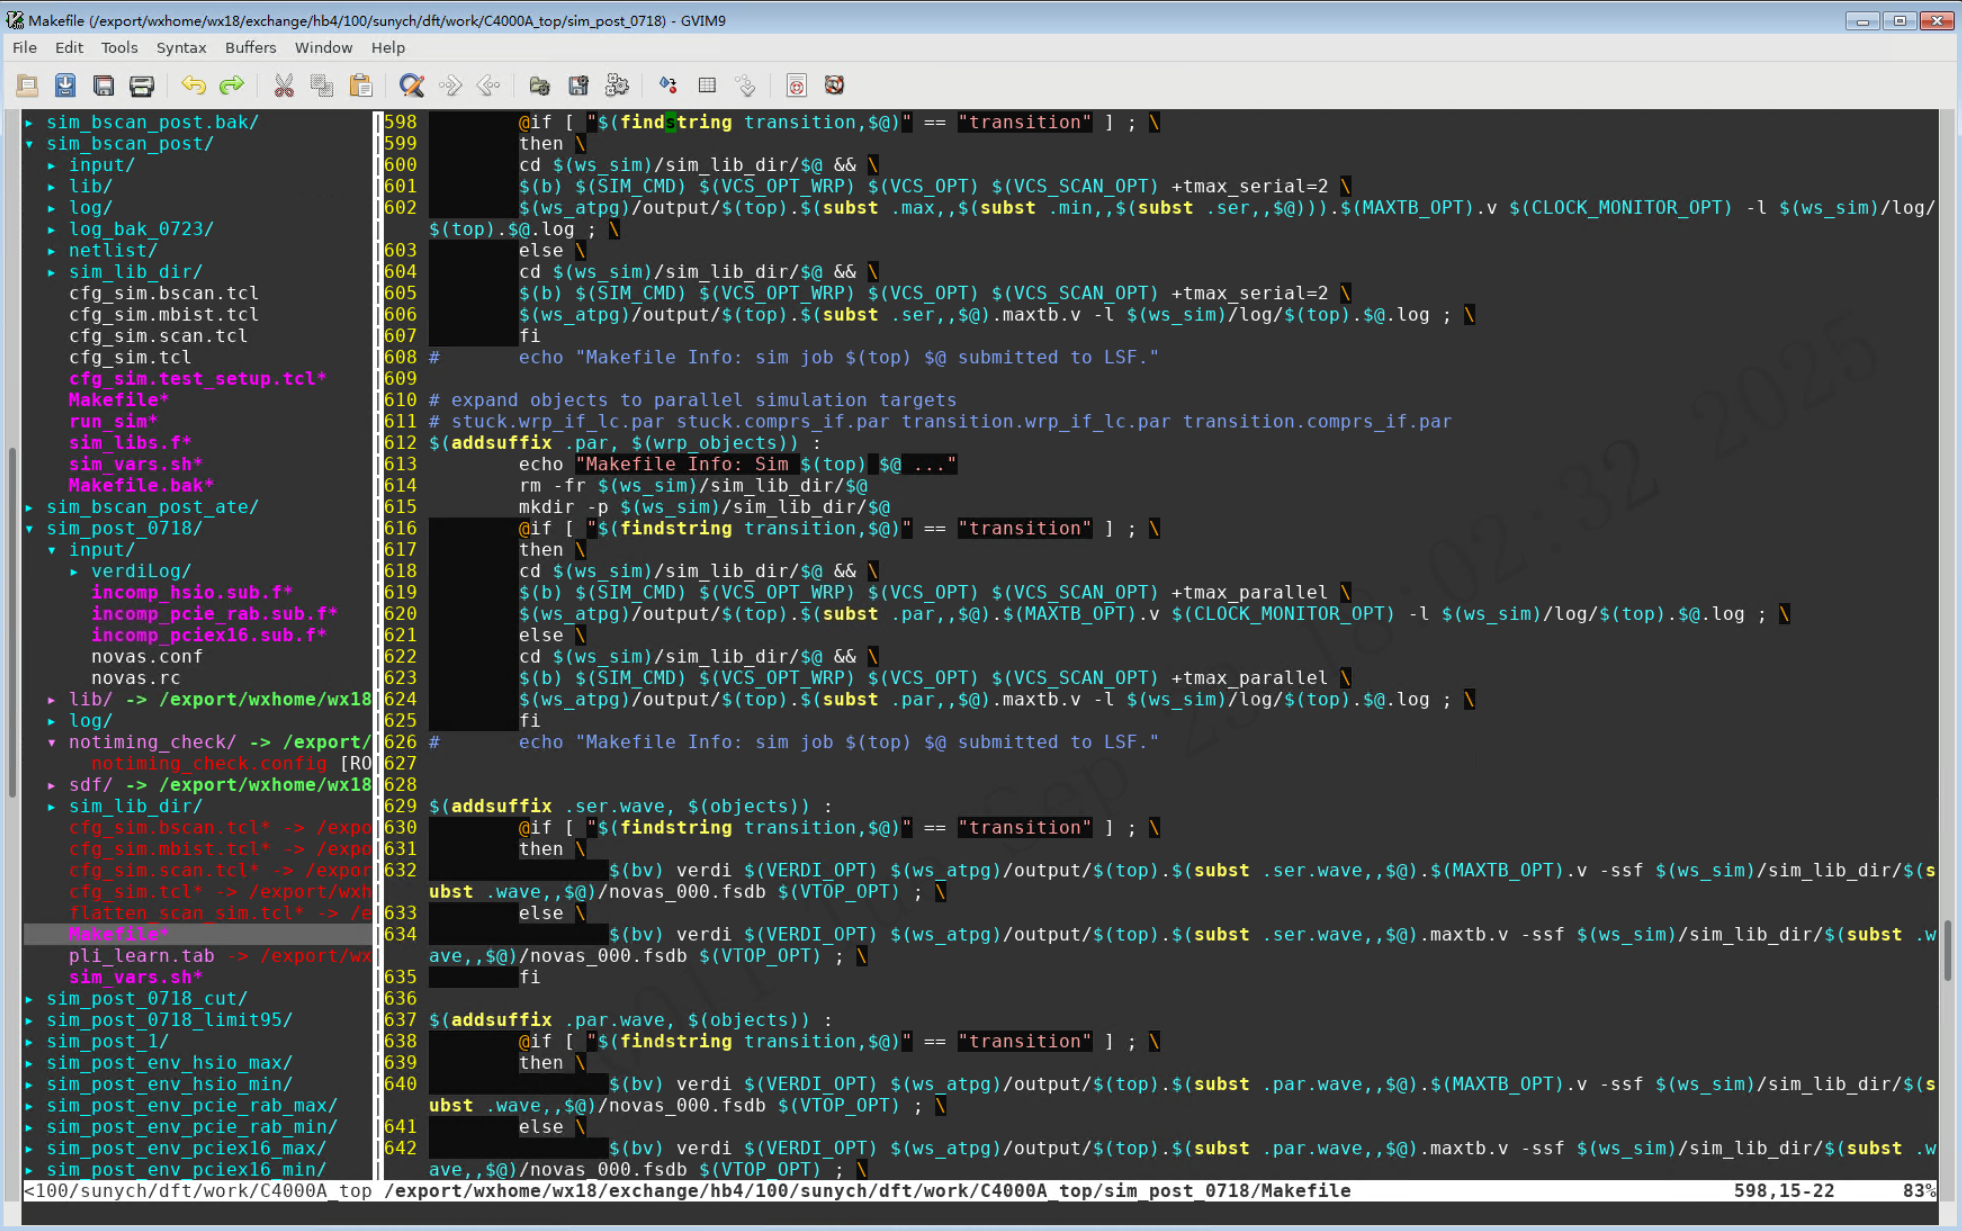 Makefile (/export/wxhome/wx18/exchange/hb4/100/sunych/dft/work/C4000A_top/sim_post_0718) - GVIM9
File Edit Tools Syntax Buffers Window Help
▸ sim_bscan_post.bak/
▾ sim_bscan_post/
▸ input/
▸ lib/
▸ log/
▸ log_bak_0723/
▸ netlist/
▸ sim_lib_dir/
cfg_sim.bscan.tcl
cfg_sim.mbist.tcl
cfg_sim.scan.tcl
cfg_sim.tcl
cfg_sim.test_setup.tcl*
Makefile*
run_sim*
sim_libs.f*
sim_vars.sh*
Makefile.bak*
▸ sim_bscan_post_ate/
▾ sim_post_0718/
▾ input/
▸ verdiLog/
incomp_hsio.sub.f*
incomp_pcie_rab.sub.f*
incomp_pciex16.sub.f*
novas.conf
novas.rc
▸ lib/ -> /export/wxhome/wx18
▸ log/
▾ notiming_check/ -> /export/
notiming_check.config [RO
▸ sdf/ -> /export/wxhome/wx18
▸ sim_lib_dir/
cfg_sim.bscan.tcl* -> /expo
cfg_sim.mbist.tcl* -> /expo
cfg_sim.scan.tcl* -> /expor
cfg_sim.tcl* -> /export/wxh
flatten_scan_sim.tcl* -> /e
Makefile*
pli_learn.tab -> /export/wx
sim_vars.sh*
▸ sim_post_0718_cut/
▸ sim_post_0718_limit95/
▸ sim_post_1/
▸ sim_post_env_hsio_max/
▸ sim_post_env_hsio_min/
▸ sim_post_env_pcie_rab_max/
▸ sim_post_env_pcie_rab_min/
▸ sim_post_env_pciex16_max/
▸ sim_post_env_pciex16_min/
598 @if [ "$(findstring transition,$@)" == "transition" ] ; \
599 then \
600 cd $(ws_sim)/sim_lib_dir/$@ && \
601 $(b) $(SIM_CMD) $(VCS_OPT_WRP) $(VCS_OPT) $(VCS_SCAN_OPT) +tmax_serial=2 \
602 $(ws_atpg)/output/$(top).$(subst .max,,$(subst .min,,$(subst .ser,,$@))).$(MAXTB_OPT).v $(CLOCK_MONITOR_OPT) -l $(ws_sim)/log/
$(top).$@.log ; \
603 else \
604 cd $(ws_sim)/sim_lib_dir/$@ && \
605 $(b) $(SIM_CMD) $(VCS_OPT_WRP) $(VCS_OPT) $(VCS_SCAN_OPT) +tmax_serial=2 \
606 $(ws_atpg)/output/$(top).$(subst .ser,,$@).maxtb.v -l $(ws_sim)/log/$(top).$@.log ; \
607 fi
608 # echo "Makefile Info: sim job $(top) $@ submitted to LSF."
609
610 # expand objects to parallel simulation targets
611 # stuck.wrp_if_lc.par stuck.comprs_if.par transition.wrp_if_lc.par transition.comprs_if.par
612 $(addsuffix .par, $(wrp_objects)) :
613 echo "Makefile Info: Sim $(top) $@ ..."
614 rm -fr $(ws_sim)/sim_lib_dir/$@
615 mkdir -p $(ws_sim)/sim_lib_dir/$@
616 @if [ "$(findstring transition,$@)" == "transition" ] ; \
617 then \
618 cd $(ws_sim)/sim_lib_dir/$@ && \
619 $(b) $(SIM_CMD) $(VCS_OPT_WRP) $(VCS_OPT) $(VCS_SCAN_OPT) +tmax_parallel \
620 $(ws_atpg)/output/$(top).$(subst .par,,$@).$(MAXTB_OPT).v $(CLOCK_MONITOR_OPT) -l $(ws_sim)/log/$(top).$@.log ; \
621 else \
622 cd $(ws_sim)/sim_lib_dir/$@ && \
623 $(b) $(SIM_CMD) $(VCS_OPT_WRP) $(VCS_OPT) $(VCS_SCAN_OPT) +tmax_parallel \
624 $(ws_atpg)/output/$(top).$(subst .par,,$@).maxtb.v -l $(ws_sim)/log/$(top).$@.log ; \
625 fi
626 # echo "Makefile Info: sim job $(top) $@ submitted to LSF."
627
628
629 $(addsuffix .ser.wave, $(objects)) :
630 @if [ "$(findstring transition,$@)" == "transition" ] ; \
631 then \
632 $(bv) verdi $(VERDI_OPT) $(ws_atpg)/output/$(top).$(subst .ser.wave,,$@).$(MAXTB_OPT).v -ssf $(ws_sim)/sim_lib_dir/$(s
ubst .wave,,$@)/novas_000.fsdb $(VTOP_OPT) ; \
633 else \
634 $(bv) verdi $(VERDI_OPT) $(ws_atpg)/output/$(top).$(subst .ser.wave,,$@).maxtb.v -ssf $(ws_sim)/sim_lib_dir/$(subst .w
ave,,$@)/novas_000.fsdb $(VTOP_OPT) ; \
635 fi
636
637 $(addsuffix .par.wave, $(objects)) :
638 @if [ "$(findstring transition,$@)" == "transition" ] ; \
639 then \
640 $(bv) verdi $(VERDI_OPT) $(ws_atpg)/output/$(top).$(subst .par.wave,,$@).$(MAXTB_OPT).v -ssf $(ws_sim)/sim_lib_dir/$(s
ubst .wave,,$@)/novas_000.fsdb $(VTOP_OPT) ; \
641 else \
642 $(bv) verdi $(VERDI_OPT) $(ws_atpg)/output/$(top).$(subst .par.wave,,$@).maxtb.v -ssf $(ws_sim)/sim_lib_dir/$(subst .w
ave,,$@)/novas_000.fsdb $(VTOP_OPT) ; \
<100/sunych/dft/work/C4000A_top /export/wxhome/wx18/exchange/hb4/100/sunych/dft/work/C4000A_top/sim_post_0718/Makefile 598,15-22 83%